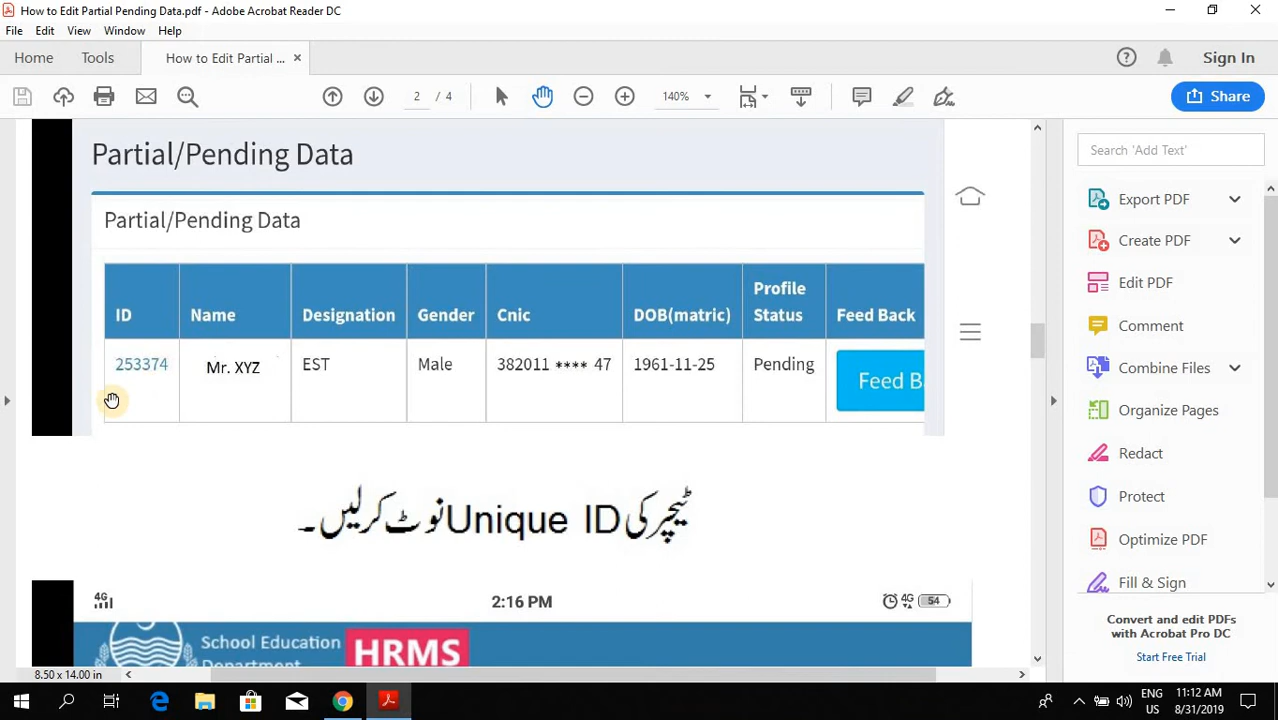 How to Edit Partial Pending Data.pdf - Adobe Acrobat Reader DC
File Edit View Window Help
Home Tools How to Edit Partial ... Sign In
2 / 4 140% Share
Search 'Add Text'
Export PDF
Create PDF
Edit PDF
Comment
Combine Files
Organize Pages
Redact
Protect
Optimize PDF
Fill & Sign
Convert and edit PDFs
with Acrobat Pro DC
Start Free Trial
Partial/Pending Data
Partial/Pending Data
ID Name Designation Gender Cnic DOB(matric) Profile Status Feed Back
253374 Mr. XYZ EST Male 382011 **** 47 1961-11-25 Pending Feed Ba
ٹیچر کی Unique ID نوٹ کرلیں۔
4G 2:16 PM 4G 54
School Education
Department
HRMS
8.50 x 14.00 in
ENG
US
11:12 AM
8/31/2019